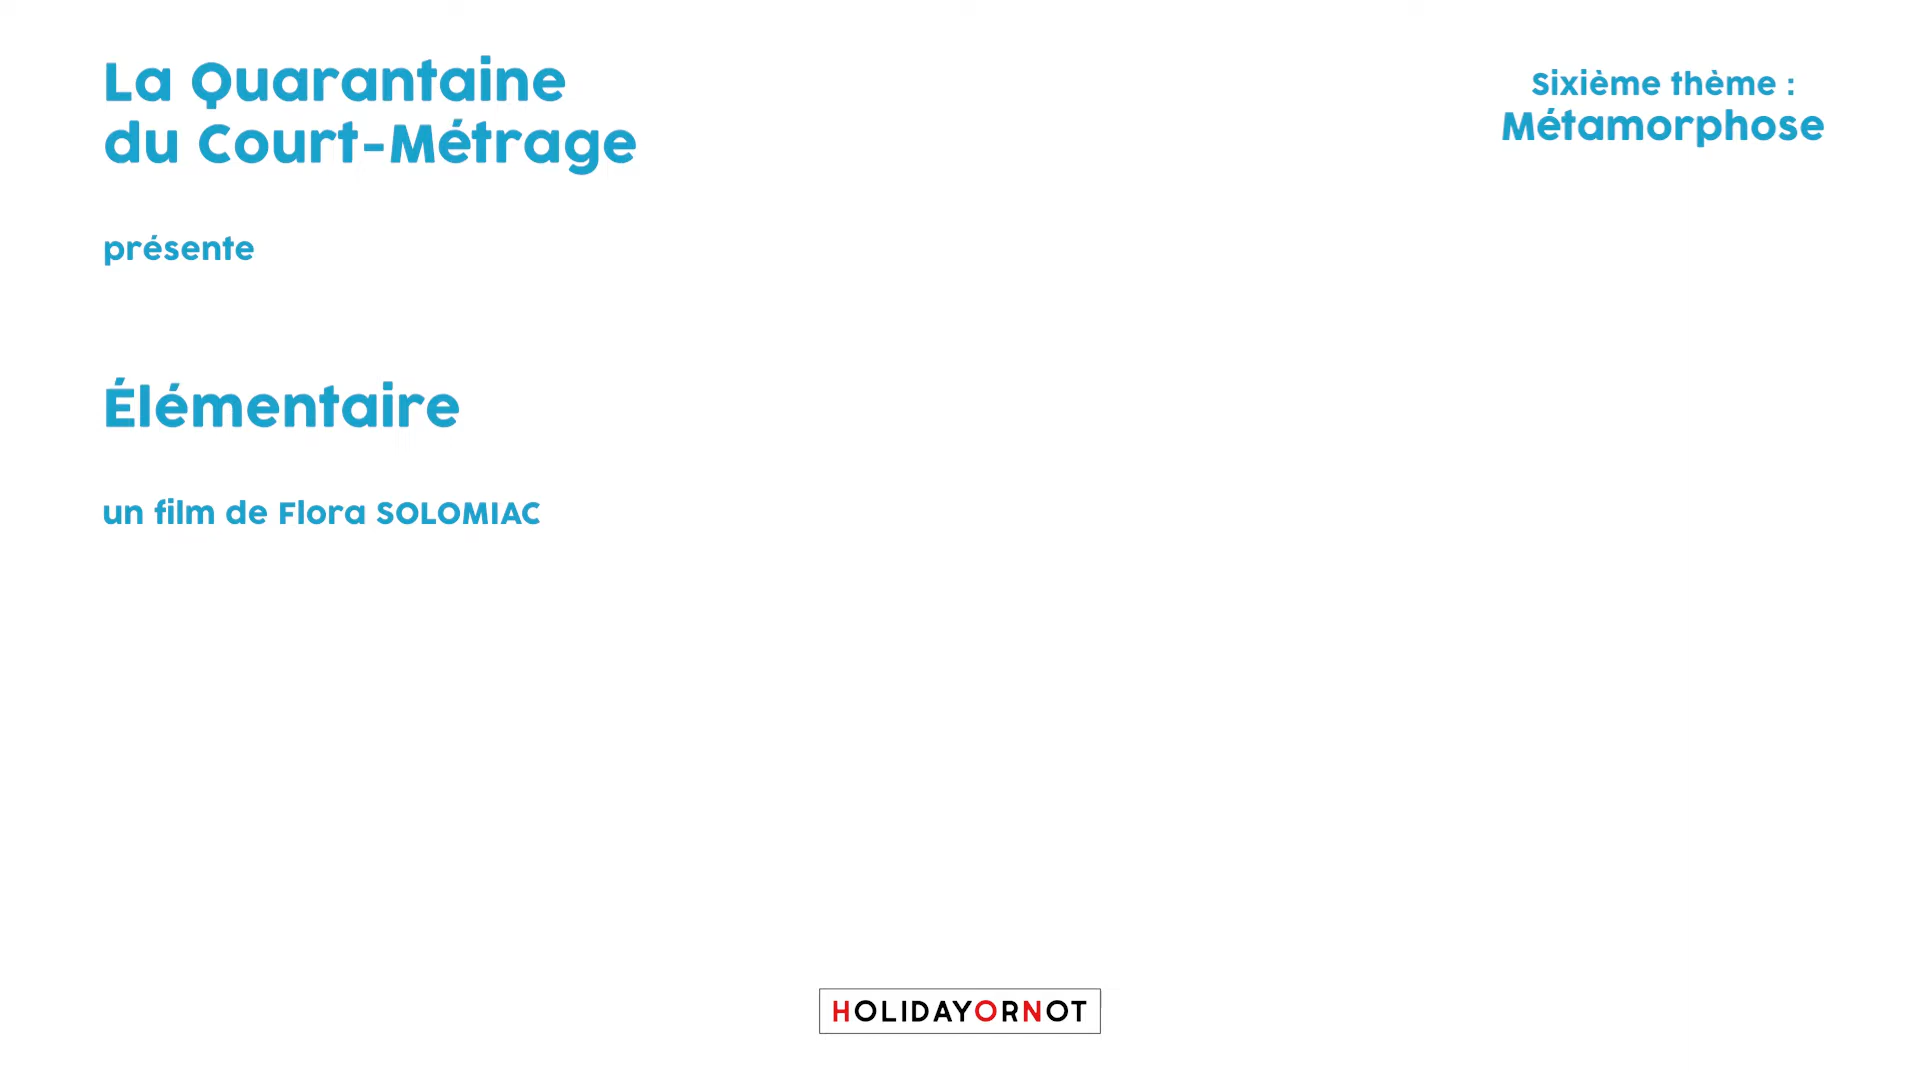 La Quarantaine
du Court-Métrage
Sixième thème :
Métamorphose
présente
Élémentaire
un film de Flora SOLOMIAC
HOLIDAYORNOT